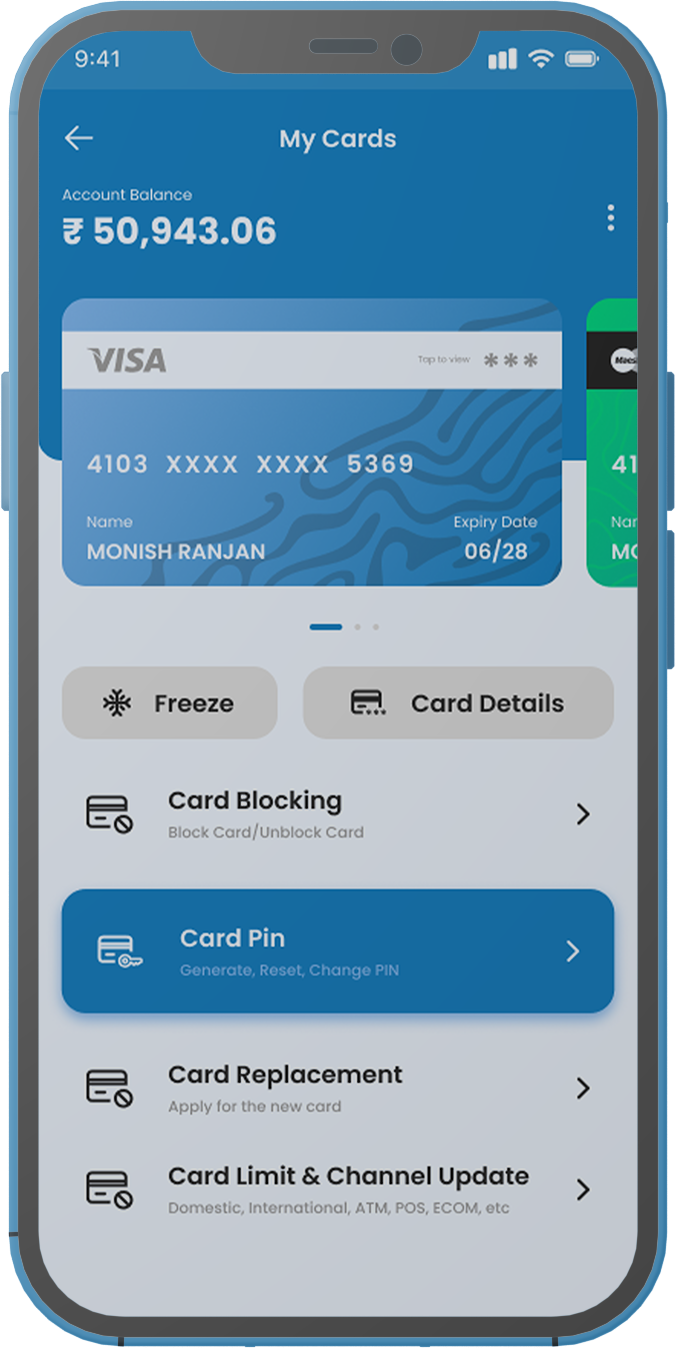 9:41
My Cards
Account Balance
₹ 50,943.06
VISA
Tap to view ***
Maes
4103 XXXX XXXX 5369
41
Name
Expiry Date
Nar
MONISH RANJAN
06/28
MO
Freeze
Card Details
Card Blocking
Block Card/Unblock Card
Card Pin
Generate, Reset, Change PIN
Card Replacement
Apply for the new card
Card Limit & Channel Update
Domestic, International, ATM, POS, ECOM, etc